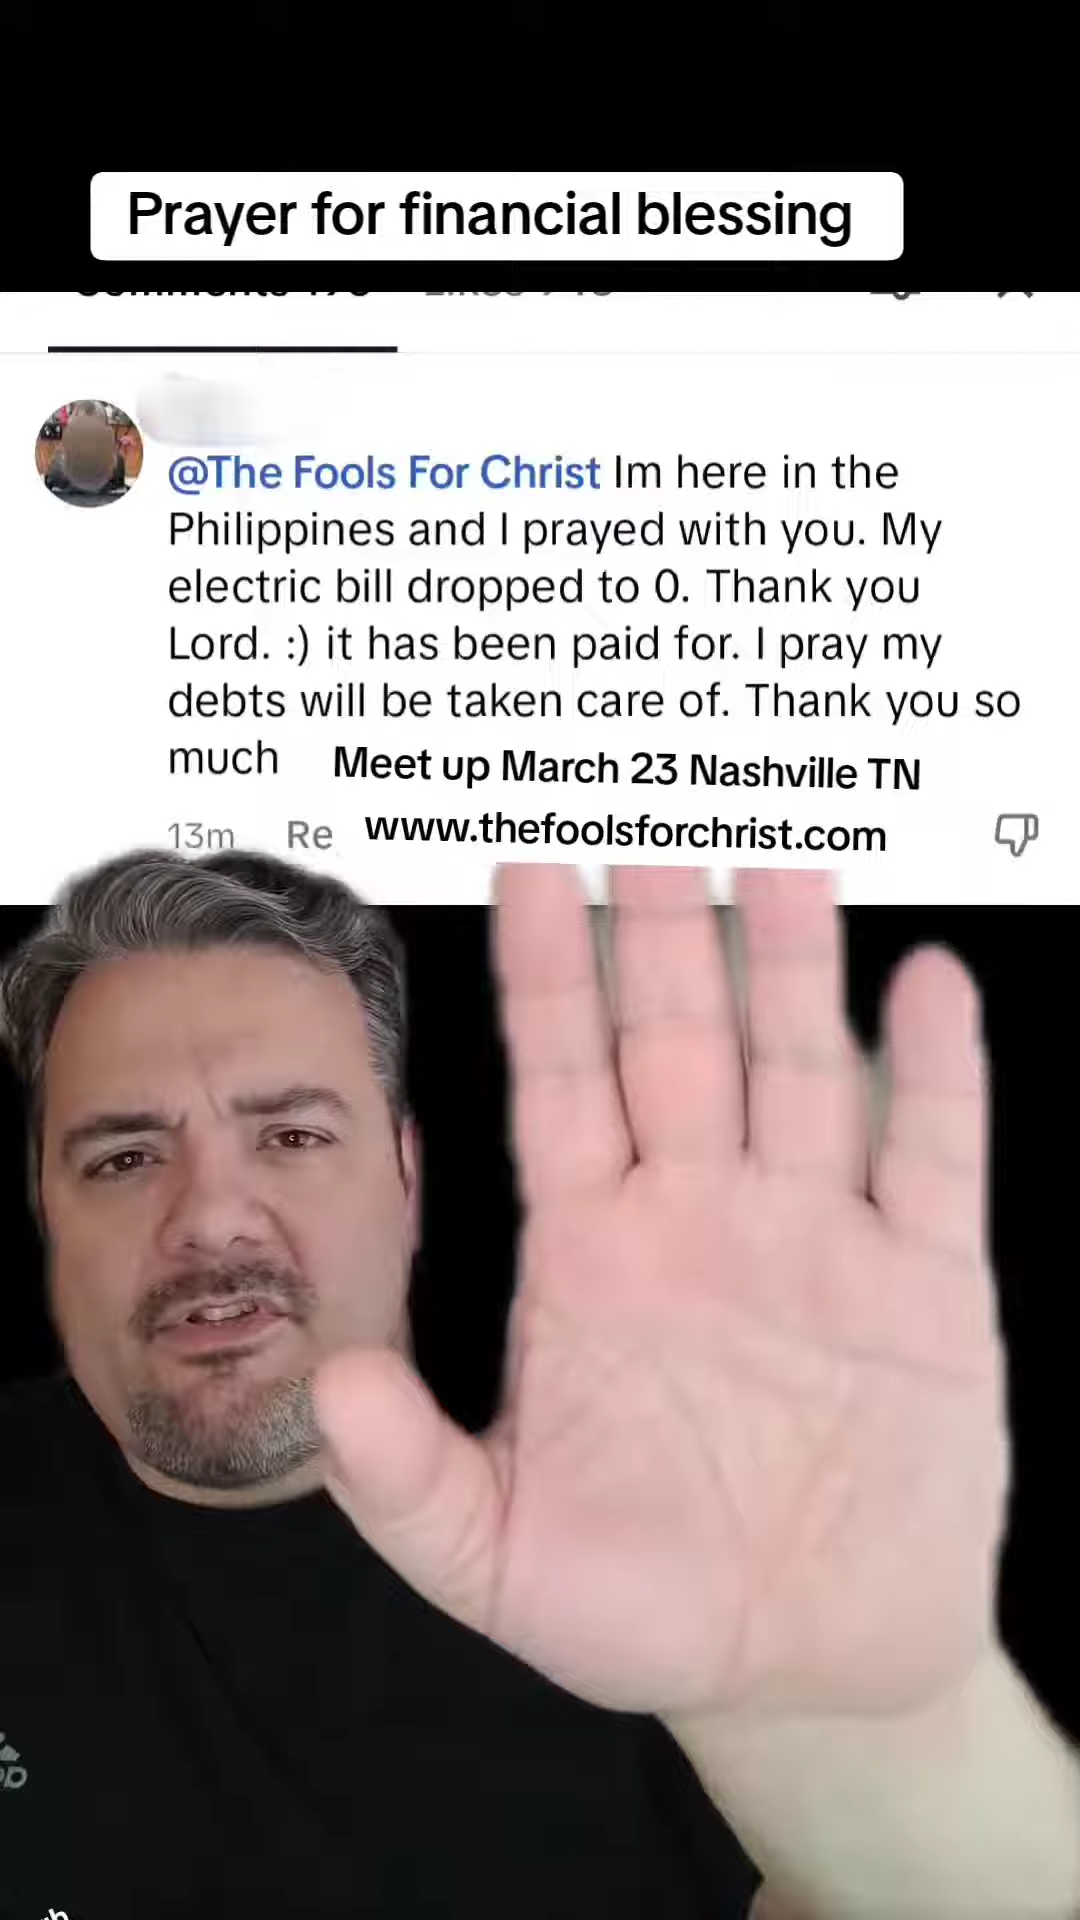 Prayer for financial blessing
@The Fools For Christ Im here in the
Philippines and I prayed with you. My
electric bill dropped to 0. Thank you
Lord. :) it has been paid for. I pray my
debts will be taken care of. Thank you so
much
Meet up March 23 Nashville TN
13m Re
www.thefoolsforchrist.com